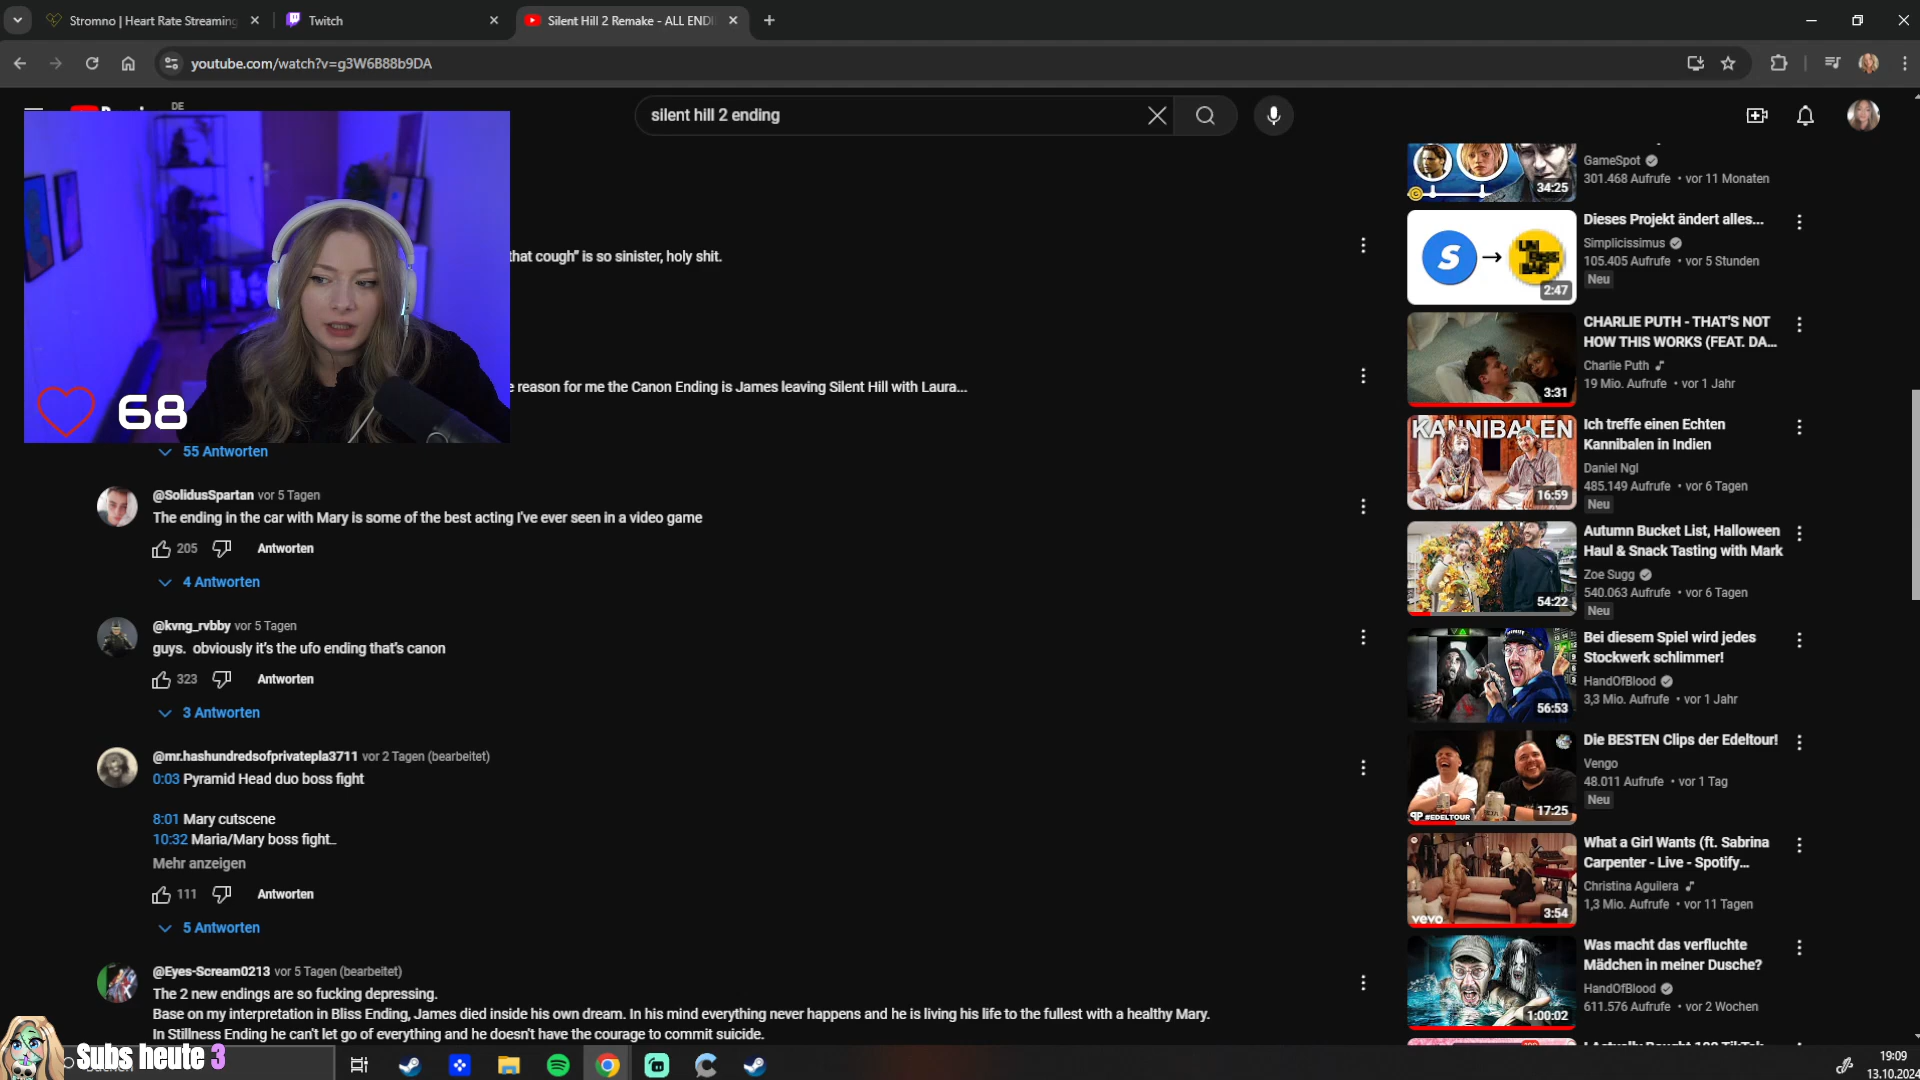 Stromno | Heart Rate Streaming
Twitch
Silent Hill 2 Remake - ALL ENDI
youtube.com/watch?v=g3W6B88b9DA
DE
silent hill 2 ending
that cough” is so sinister, holy shit.
reason for me the Canon Ending is James leaving Silent Hill with Laura...
68
55 Antworten
@SolidusSpartan vor 5 Tagen
The ending in the car with Mary is some of the best acting I've ever seen in a video game
205 Antworten
4 Antworten
@kvng_rvbby vor 5 Tagen
guys. obviously it’s the ufo ending that’s canon
323 Antworten
3 Antworten
@mr.hashundredsofprivatepla3711 vor 2 Tagen (bearbeitet)
0:03 Pyramid Head duo boss fight
8:01 Mary cutscene
10:32 Maria/Mary boss fight...
Mehr anzeigen
111 Antworten
5 Antworten
@Eyes-Scream0213 vor 5 Tagen (bearbeitet)
The 2 new endings are so fucking depressing.
Base on my interpretation in Bliss Ending, James died inside his own dream. In his mind everything never happens and he is living his life to the fullest with a healthy Mary.
In Stillness Ending he can't let go of everything and he doesn't have the courage to commit suicide.
34:25
GameSpot
301.468 Aufrufe • vor 11 Monaten
S
2:47
Dieses Projekt ändert alles...
Simplicissimus
105.405 Aufrufe • vor 5 Stunden
Neu
3:31
CHARLIE PUTH - THAT'S NOT
HOW THIS WORKS (FEAT. DA...
Charlie Puth
19 Mio. Aufrufe • vor 1 Jahr
KANNIBALEN
16:59
Ich treffe einen Echten
Kannibalen in Indien
Daniel Ngl
485.149 Aufrufe • vor 6 Tagen
Neu
54:22
Autumn Bucket List, Halloween
Haul & Snack Tasting with Mark
Zoe Sugg
540.063 Aufrufe • vor 6 Tagen
Neu
56:53
Bei diesem Spiel wird jedes
Stockwerk schlimmer!
HandOfBlood
3,3 Mio. Aufrufe • vor 1 Jahr
#EDELTOUR
17:25
Die BESTEN Clips der Edeltour!
Vengo
48.011 Aufrufe • vor 1 Tag
Neu
vevo
3:54
What a Girl Wants (ft. Sabrina
Carpenter - Live - Spotify...
Christina Aguilera
1,3 Mio. Aufrufe • vor 11 Tagen
1:00:02
Was macht das verfluchte
Mädchen in meiner Dusche?
HandOfBlood
611.576 Aufrufe • vor 2 Wochen
Subs heute 3
19:09
13.10.2024